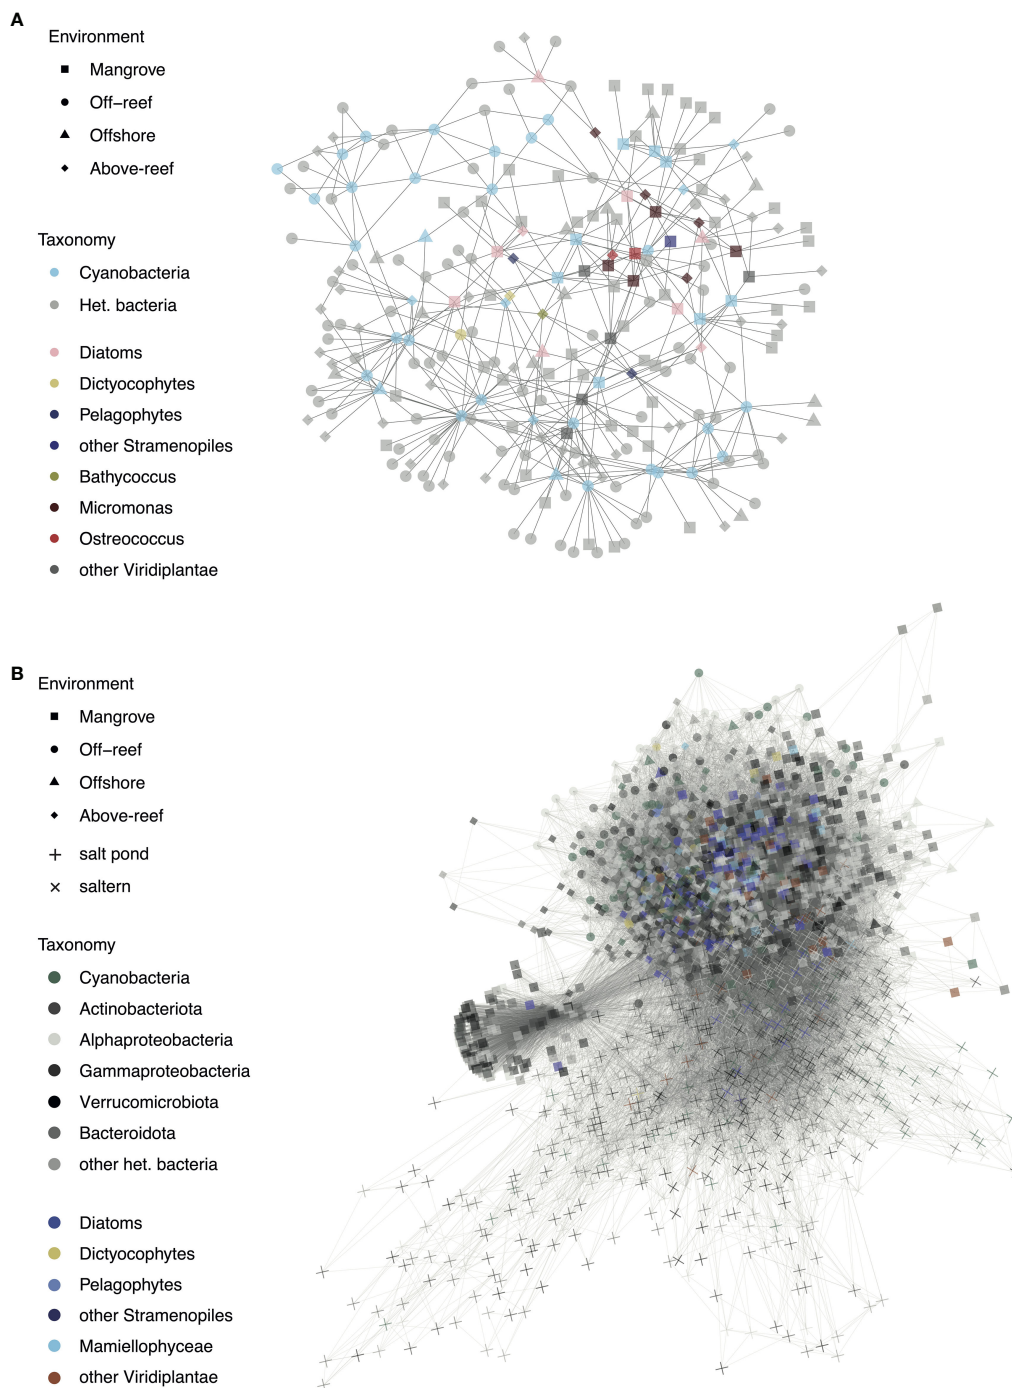 A
Environment
Mangrove
Off−reef
Offshore
Above-reef
Taxonomy
Cyanobacteria
Het. bacteria
Diatoms
Dictyocophytes
Pelagophytes
other Stramenopiles
Bathycoccus
Micromonas
Ostreococcus
other Viridiplantae
B
Environment
Mangrove
Off−reef
Offshore
Above-reef
salt pond
saltern
Taxonomy
Cyanobacteria
Actinobacteriota
Alphaproteobacteria
Gammaproteobacteria
Verrucomicrobiota
Bacteroidota
other het. bacteria
Diatoms
Dictyocophytes
Pelagophytes
other Stramenopiles
Mamiellophyceae
other Viridiplantae